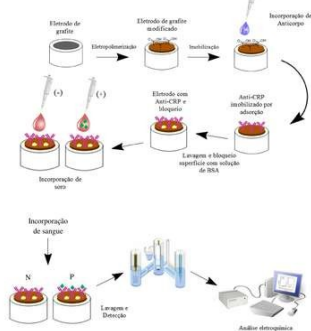 Eletrodo de
grafite
Eletropolimerização
Eletrodo de grafite
modificado
Imobilização
Incorporação de
Anticorpo
(-)
(+)
Eletrodo com
Anti-CRP e
bloqueio
Anti-CRP
imobilizado por
adsorção
Lavagem e bloqueio
superfície com solução
de BSA
Incorporação de
soro
Incorporação
de sangue
N
P
Lavagem e
Detecção
Análise eletroquímica